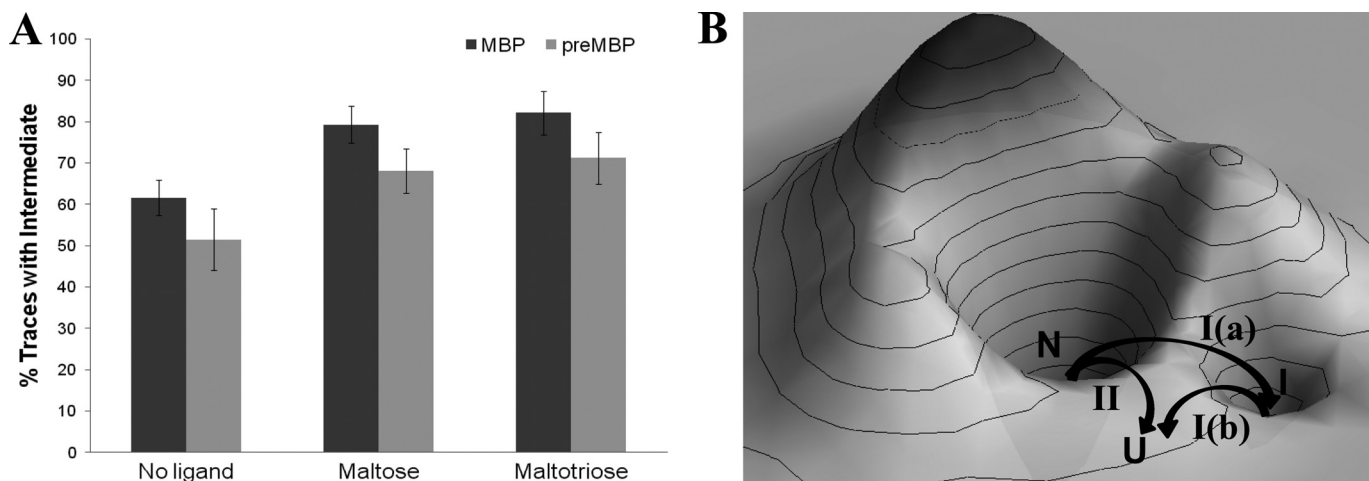 A
B
100
MBP preMBP
90
80
70
60
50
40
30
20
10
0
% Traces with Intermediate
No ligand Maltose Maltotriose
N
I(a)
II
I
I(b)
U